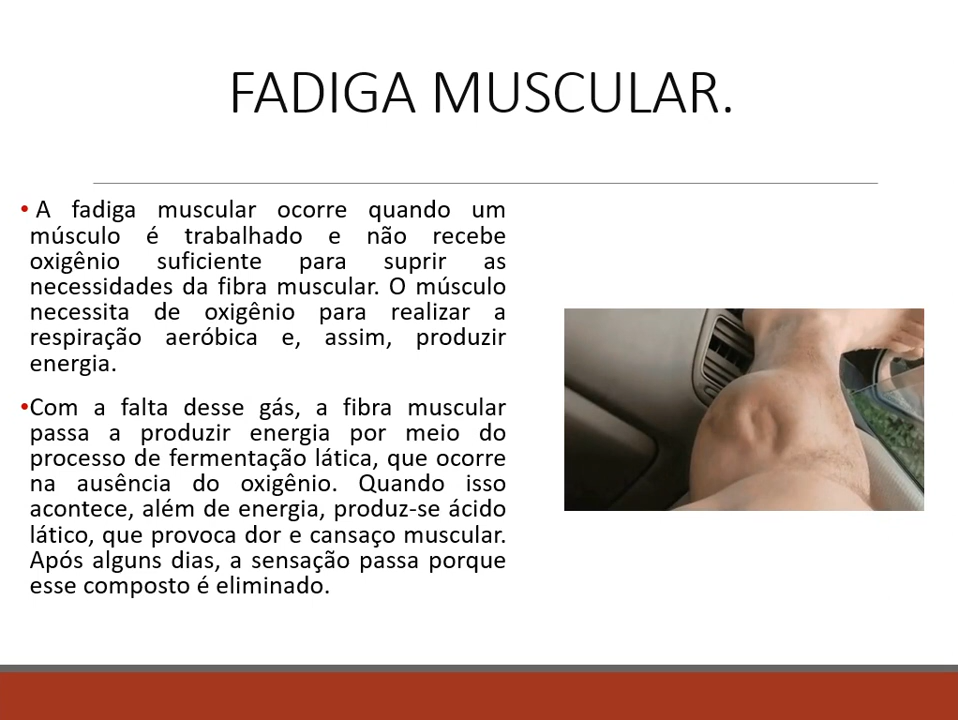 FADIGA MUSCULAR.
• A fadiga muscular ocorre quando um
músculo é trabalhado e não recebe
oxigênio suficiente para suprir as
necessidades da fibra muscular. O músculo
necessita de oxigênio para realizar a
respiração aeróbica e, assim, produzir
energia.
•Com a falta desse gás, a fibra muscular
passa a produzir energia por meio do
processo de fermentação lática, que ocorre
na ausência do oxigênio. Quando isso
acontece, além de energia, produz-se ácido
lático, que provoca dor e cansaço muscular.
Após alguns dias, a sensação passa porque
esse composto é eliminado.